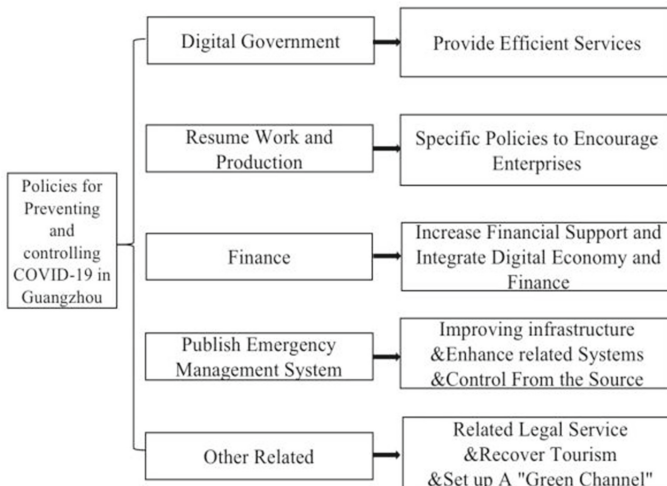 Policies for
Preventing
and
controlling
COVID-19 in
Guangzhou
Digital Government
Provide Efficient Services
Resume Work and
Production
Specific Policies to Encourage
Enterprises
Finance
Increase Financial Support and
Integrate Digital Economy and
Finance
Publish Emergency
Management System
Improving infrastructure
&Enhance related Systems
&Control From the Source
Other Related
Related Legal Service
&Recover Tourism
&Set up A "Green Channel"